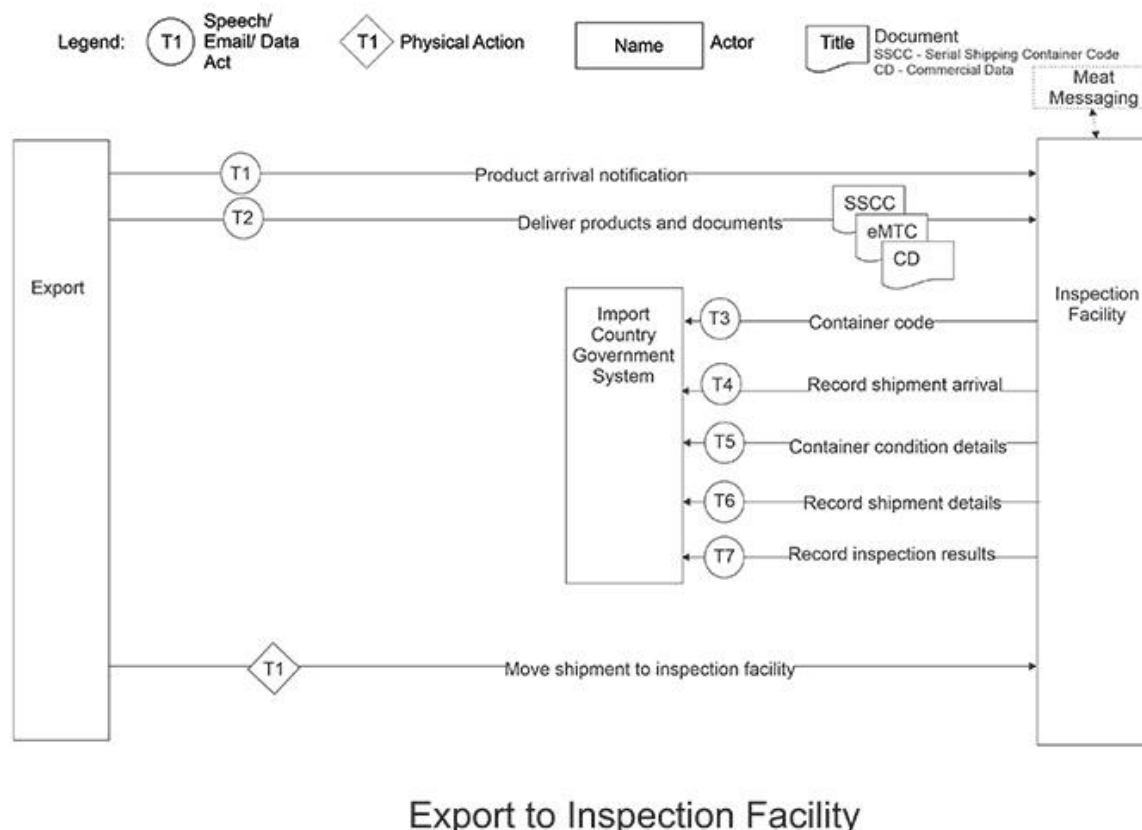 Legend:
T1
Speech/
Email/ Data
Act
T1
Physical Action
Name
Actor
Title
Document
SSCC - Serial Shipping Container Code
CD - Commercial Data
Meat
Messaging
T1
Product arrival notification
T2
Deliver products and documents
SSCC
eMTC
CD
Export
Inspection
Facility
Import
Country
Government
System
T3
Container code
T4
Record shipment arrival
T5
Container condition details
T6
Record shipment details
T7
Record inspection results
T1
Move shipment to inspection facility
Export to Inspection Facility